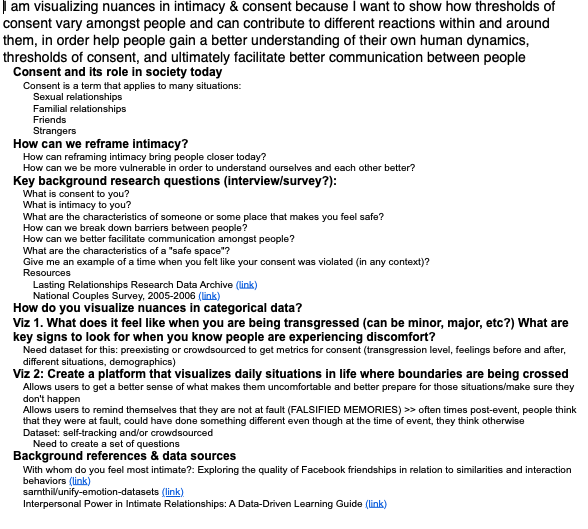 I am visualizing nuances in intimacy & consent because I want to show how thresholds of
consent vary amongst people and can contribute to different reactions within and around
them, in order help people gain a better understanding of their own human dynamics,
thresholds of consent, and ultimately facilitate better communication between people
Consent and its role in society today
Consent is a term that applies to many situations:
Sexual relationships
Familial relationships
Friends
Strangers
How can we reframe intimacy?
How can reframing intimacy bring people closer today?
How can we be more vulnerable in order to understand ourselves and each other better?
Key background research questions (interview/survey?):
What is consent to you?
What is intimacy to you?
What are the characteristics of someone or some place that makes you feel safe?
How can we break down barriers between people?
How can we better facilitate communication amongst people?
What are the characteristics of a "safe space"?
Give me an example of a time when you felt like your consent was violated (in any context)?
Resources
Lasting Relationships Research Data Archive (link)
National Couples Survey, 2005-2006 (link)
How do you visualize nuances in categorical data?
Viz 1. What does it feel like when you are being transgressed (can be minor, major, etc?) What are
key signs to look for when you know people are experiencing discomfort?
Need dataset for this: preexisting or crowdsourced to get metrics for consent (transgression level, feelings before and after,
different situations, demographics)
Viz 2: Create a platform that visualizes daily situations in life where boundaries are being crossed
Allows users to get a better sense of what makes them uncomfortable and better prepare for those situations/make sure they
don't happen
Allows users to remind themselves that they are not at fault (FALSIFIED MEMORIES) >> often times post-event, people think
that they were at fault, could have done something different even though at the time of event, they think otherwise
Dataset: self-tracking and/or crowdsourced
Need to create a set of questions
Background references & data sources
With whom do you feel most intimate?: Exploring the quality of Facebook friendships in relation to similarities and interaction
behaviors (link)
sarnthil/unify-emotion-datasets (link)
Interpersonal Power in Intimate Relationships: A Data-Driven Learning Guide (link)